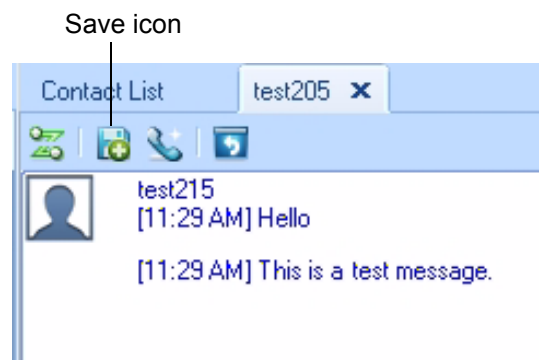 Save icon
Contact List test205
test215
[11:29 AM] Hello
[11:29 AM] This is a test message.